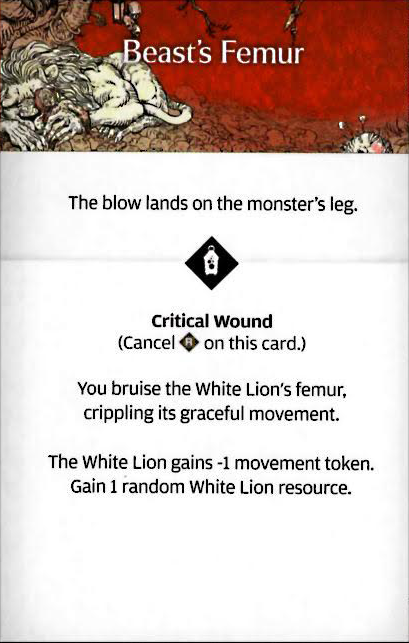 Beast's Femur
The blow lands on the monster's leg.
Critical Wound
(Cancel R on this card.)
You bruise the White Lion's femur,
crippling its graceful movement.
The White Lion gains -1 movement token.
Gain 1 random White Lion resource.